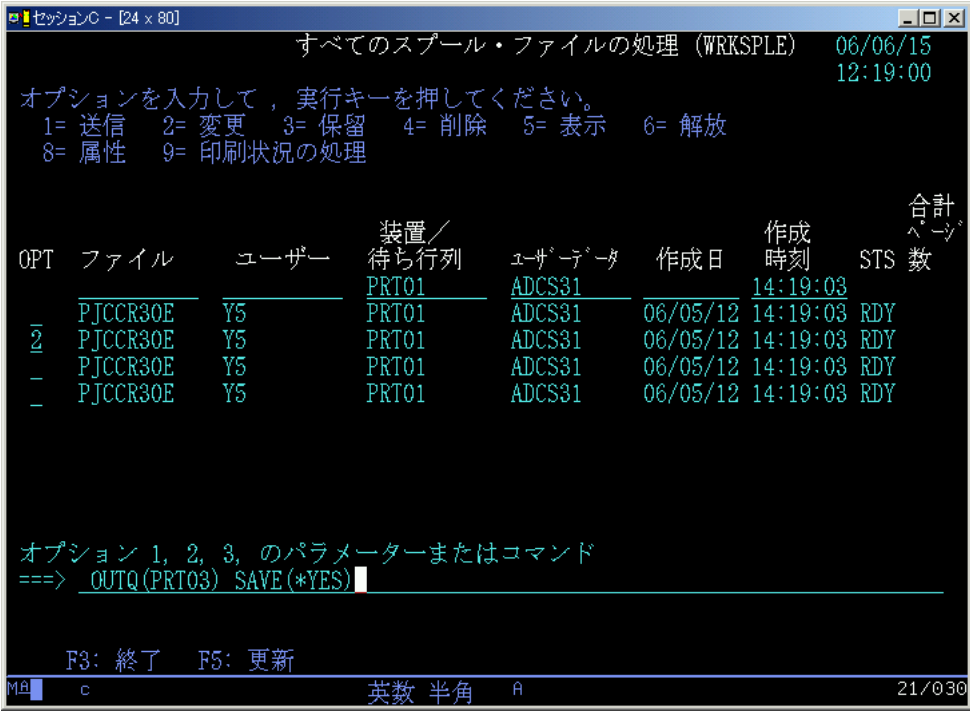 セッションC - [24 x 80]
すべてのスプール・ファイルの処理 (WRKSPLE) 06/06/15
12:19:00
オプションを入力して , 実行キーを押してください。
1= 送信 2= 変更 3= 保留 4= 削除 5= 表示 6= 解放
8= 属性 9= 印刷状況の処理
合計
装置／ 作成 ﾍﾟｰｼﾞ
OPT ファイル ユーザー 待ち行列 ﾕｰｻﾞｰﾃﾞｰﾀ 作成日 時刻 STS 数
PRT01 ADCS31 14:19:03
_ PJCCR30E Y5 PRT01 ADCS31 06/05/12 14:19:03 RDY
2 PJCCR30E Y5 PRT01 ADCS31 06/05/12 14:19:03 RDY
_ PJCCR30E Y5 PRT01 ADCS31 06/05/12 14:19:03 RDY
_ PJCCR30E Y5 PRT01 ADCS31 06/05/12 14:19:03 RDY
オプション 1, 2, 3, のパラメーターまたはコマンド
===> OUTQ(PRT03) SAVE(*YES)
F3: 終了 F5: 更新
MA c 英数 半角 A 21/030